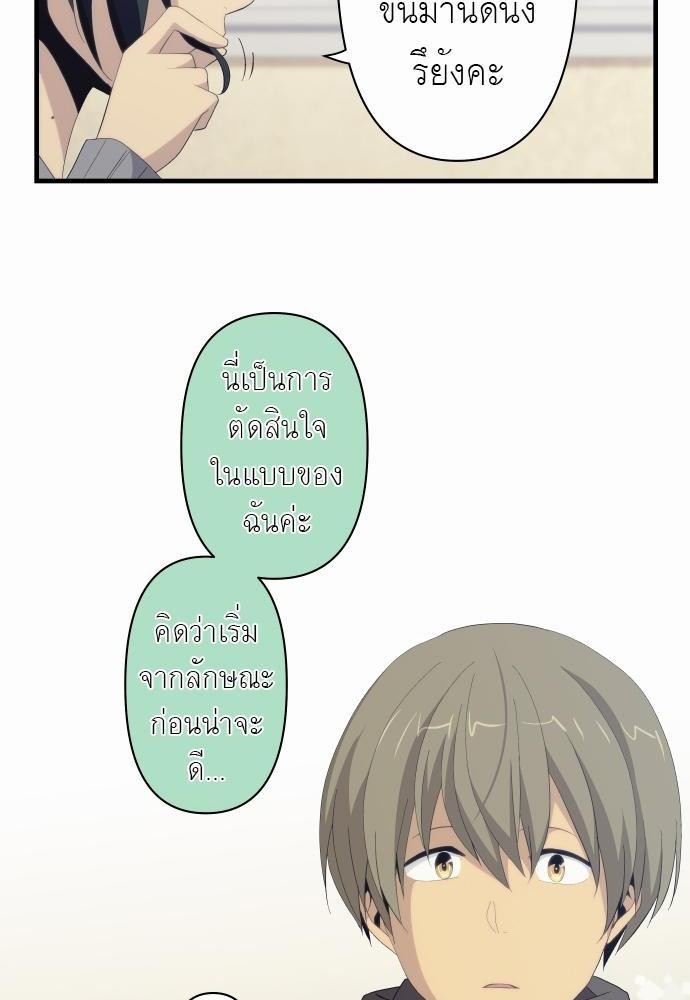 ขึ้นมานิดนึง
รึยังคะ
นี่เป็นการ
ตัดสินใจ
ในแบบของ
ฉันค่ะ
คิดว่าเริ่ม
จากลักษณะ
ก่อนน่าจะ
ดี...